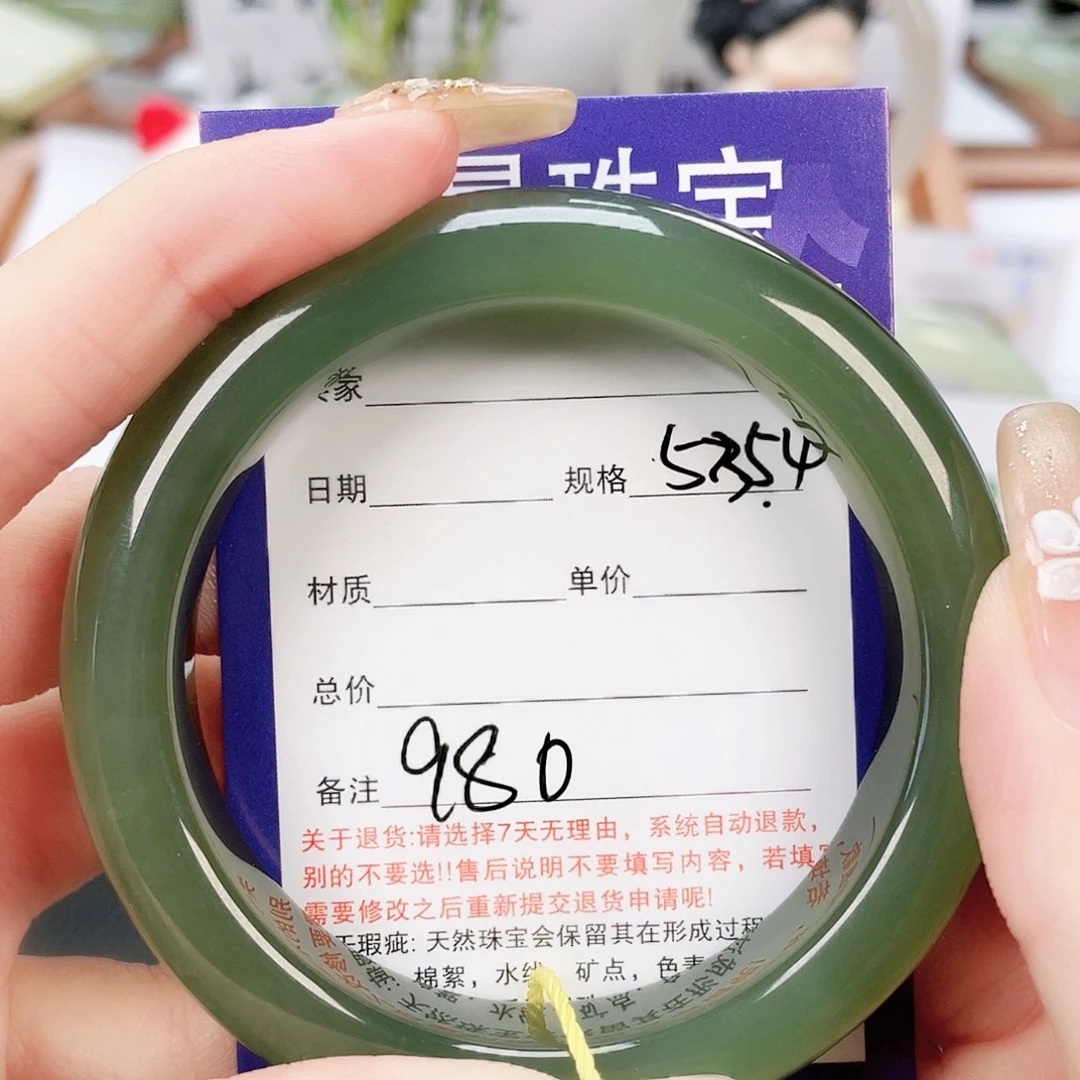 珠宝
家
日期 规格 54
材质 单价
总价
备注 980
关于退货:请选择7天无理由，系统自动退款，
别的不要选!!售后说明不要填写内容，若填写
需要修改之后重新提交退货申请呢!
瑕疵: 天然珠宝会保留其在形成过程
棉絮，水线，矿点，色素